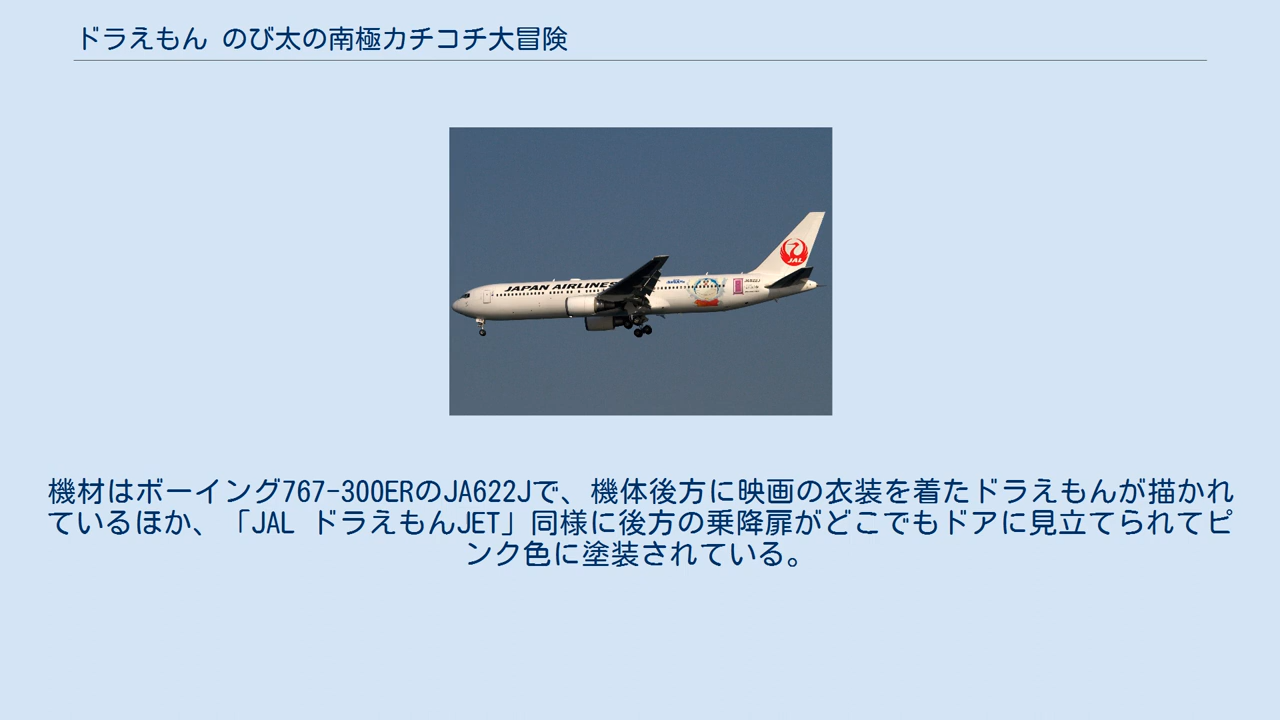 ドラえもん のび太の南極カチコチ大冒険
JAPAN AIRLINES
JAL
機材はボーイング767-300ERのJA622Jで、機体後方に映画の衣装を着たドラえもんが描かれ
ているほか、「JAL ドラえもんJET」同様に後方の乗降扉がどこでもドアに見立てられてピ
ンク色に塗装されている。